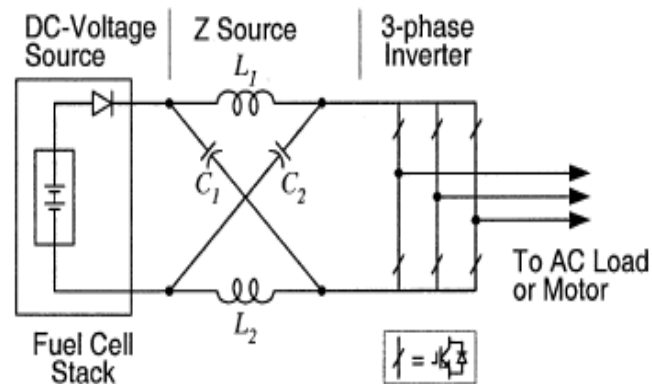 DC-Voltage
Source
Z Source
3-phase
Inverter
L1
C1
C2
L2
To AC Load
or Motor
Fuel Cell
Stack
=